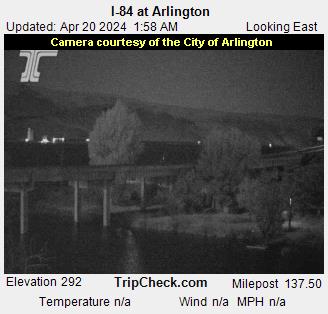 I-84 at Arlington
Updated: Apr 20 2024 1:58 AM Looking East
Camera courtesy of the City of Arlington
Elevation 292 TripCheck.com Milepost 137.50
Temperature n/a Wind n/a MPH n/a